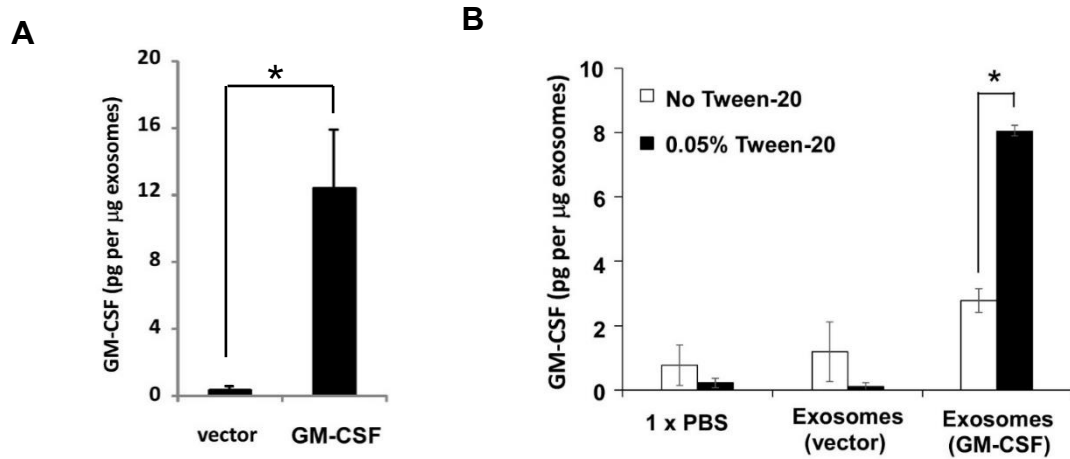 A
GM-CSF (pg per µg exosomes)
20
16
12
8
4
0
*
vector
GM-CSF
B
GM-CSF (pg per µg exosomes)
10
8
6
4
2
0
No Tween-20
0.05% Tween-20
*
1 x PBS
Exosomes
(vector)
Exosomes
(GM-CSF)